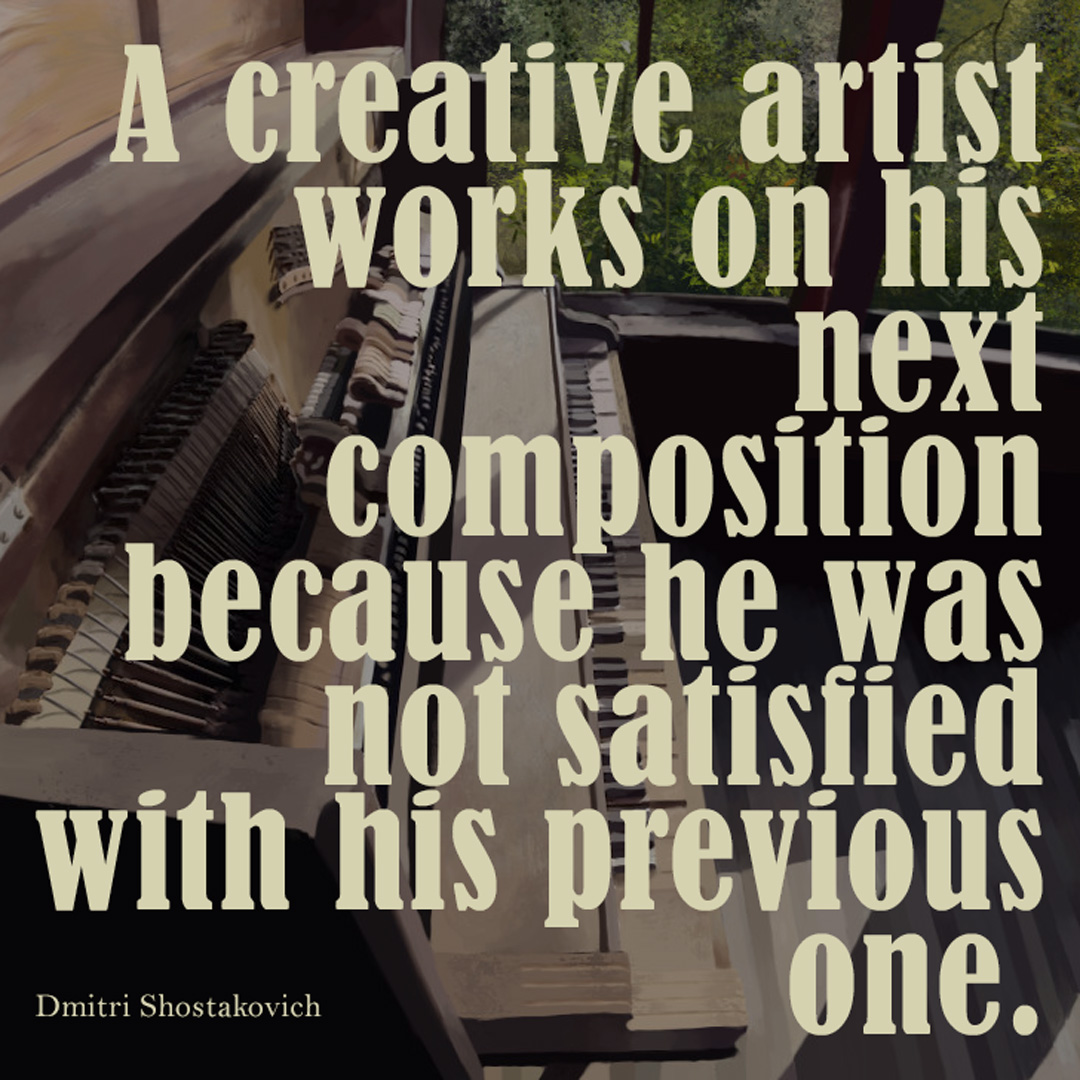 A creative artist
works on his
next
composition
because he was
not satisfied
with his previous
one.
Dmitri Shostakovich